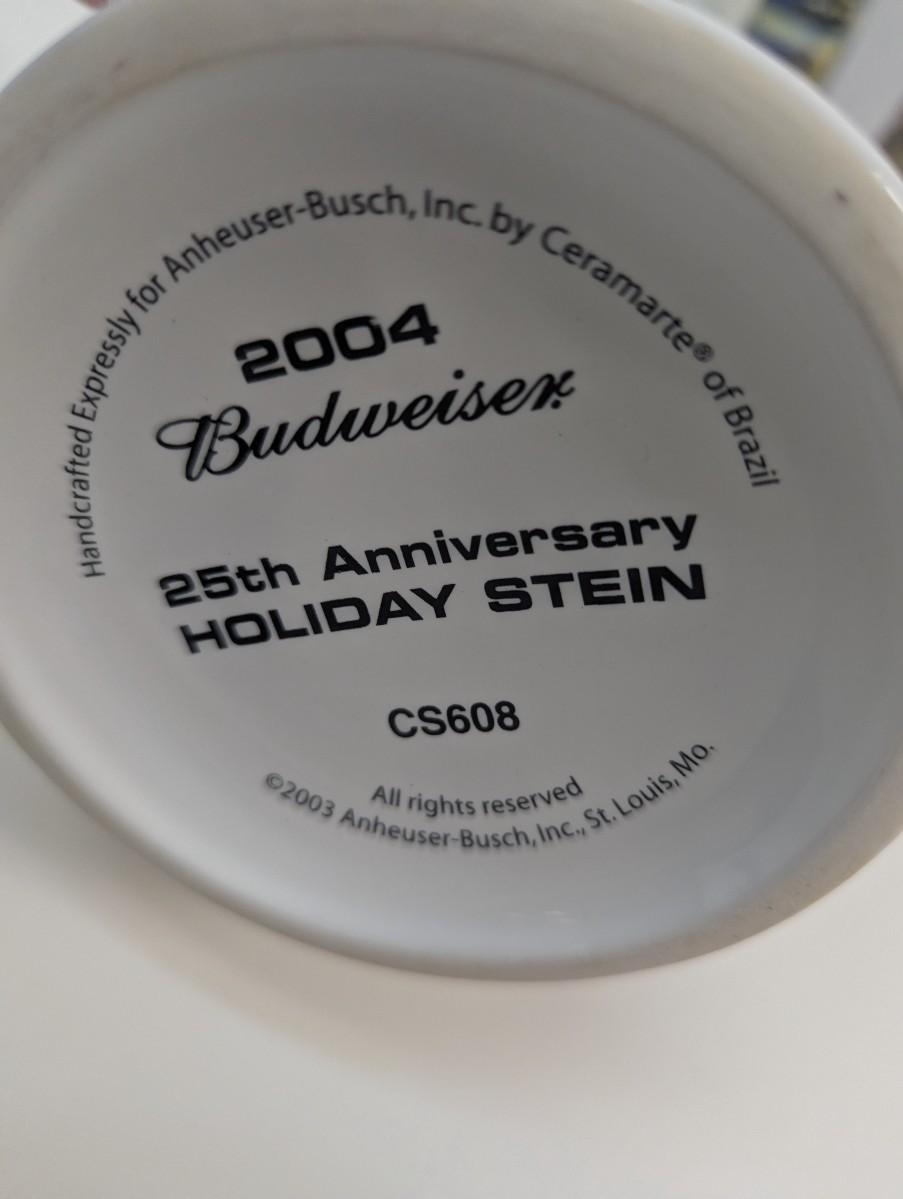 Handcrafted Expressly for Anheuser-Busch, Inc. by Ceramarte® of Brazil
2004
Budweiser
25th Anniversary
HOLIDAY STEIN
CS608
All rights reserved
©2003 Anheuser-Busch, Inc., St. Louis, Mo.